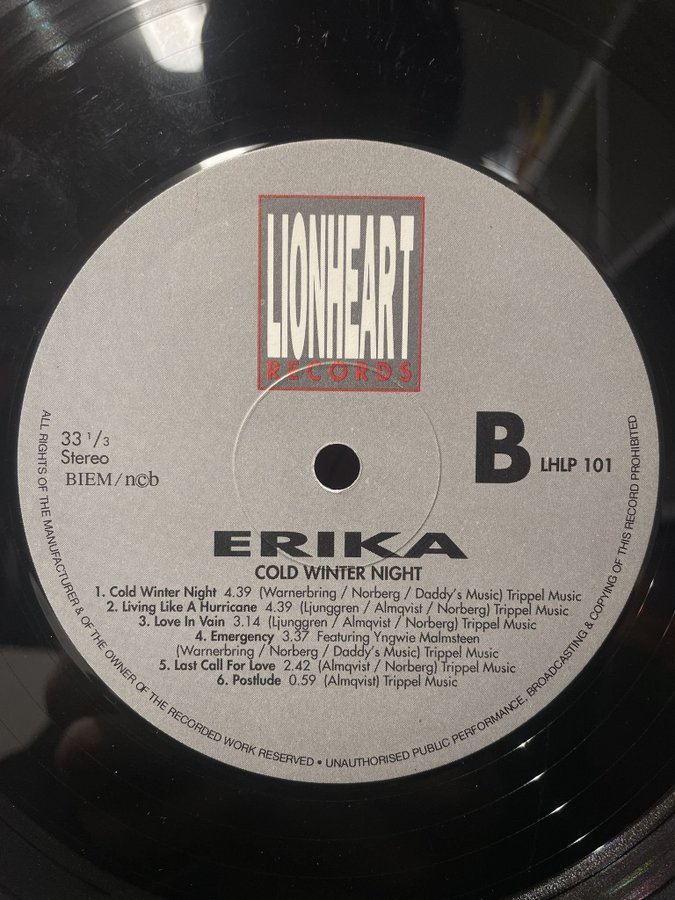 LIONHEART
RECORDS
33 1/3
Stereo
BIEM/n©b
B
LHLP 101
ERIKA
COLD WINTER NIGHT
1. Cold Winter Night 4.39 (Warnerbring / Norberg / Daddy's Music) Trippel Music
2. Living Like A Hurricane 4.39 (Ljunggren / Almqvist / Norberg) Trippel Music
3. Love In Vain 3.14 (Ljunggren / Almqvist / Norberg) Trippel Music
4. Emergency 3.37 Featuring Yngwie Malmsteen
(Warnerbring / Norberg / Daddy's Music) Trippel Music
5. Last Call For Love 2.42 (Almqvist / Norberg) Trippel Music
6. Postlude 0.59 (Almqvist) Trippel Music
ALL RIGHTS OF THE MANUFACTURER & OF THE OWNER OF THE RECORDED WORK RESERVED • UNAUTHORISED PUBLIC PERFORMANCE, BROADCASTING & COPYING OF THIS RECORD PROHIBITED